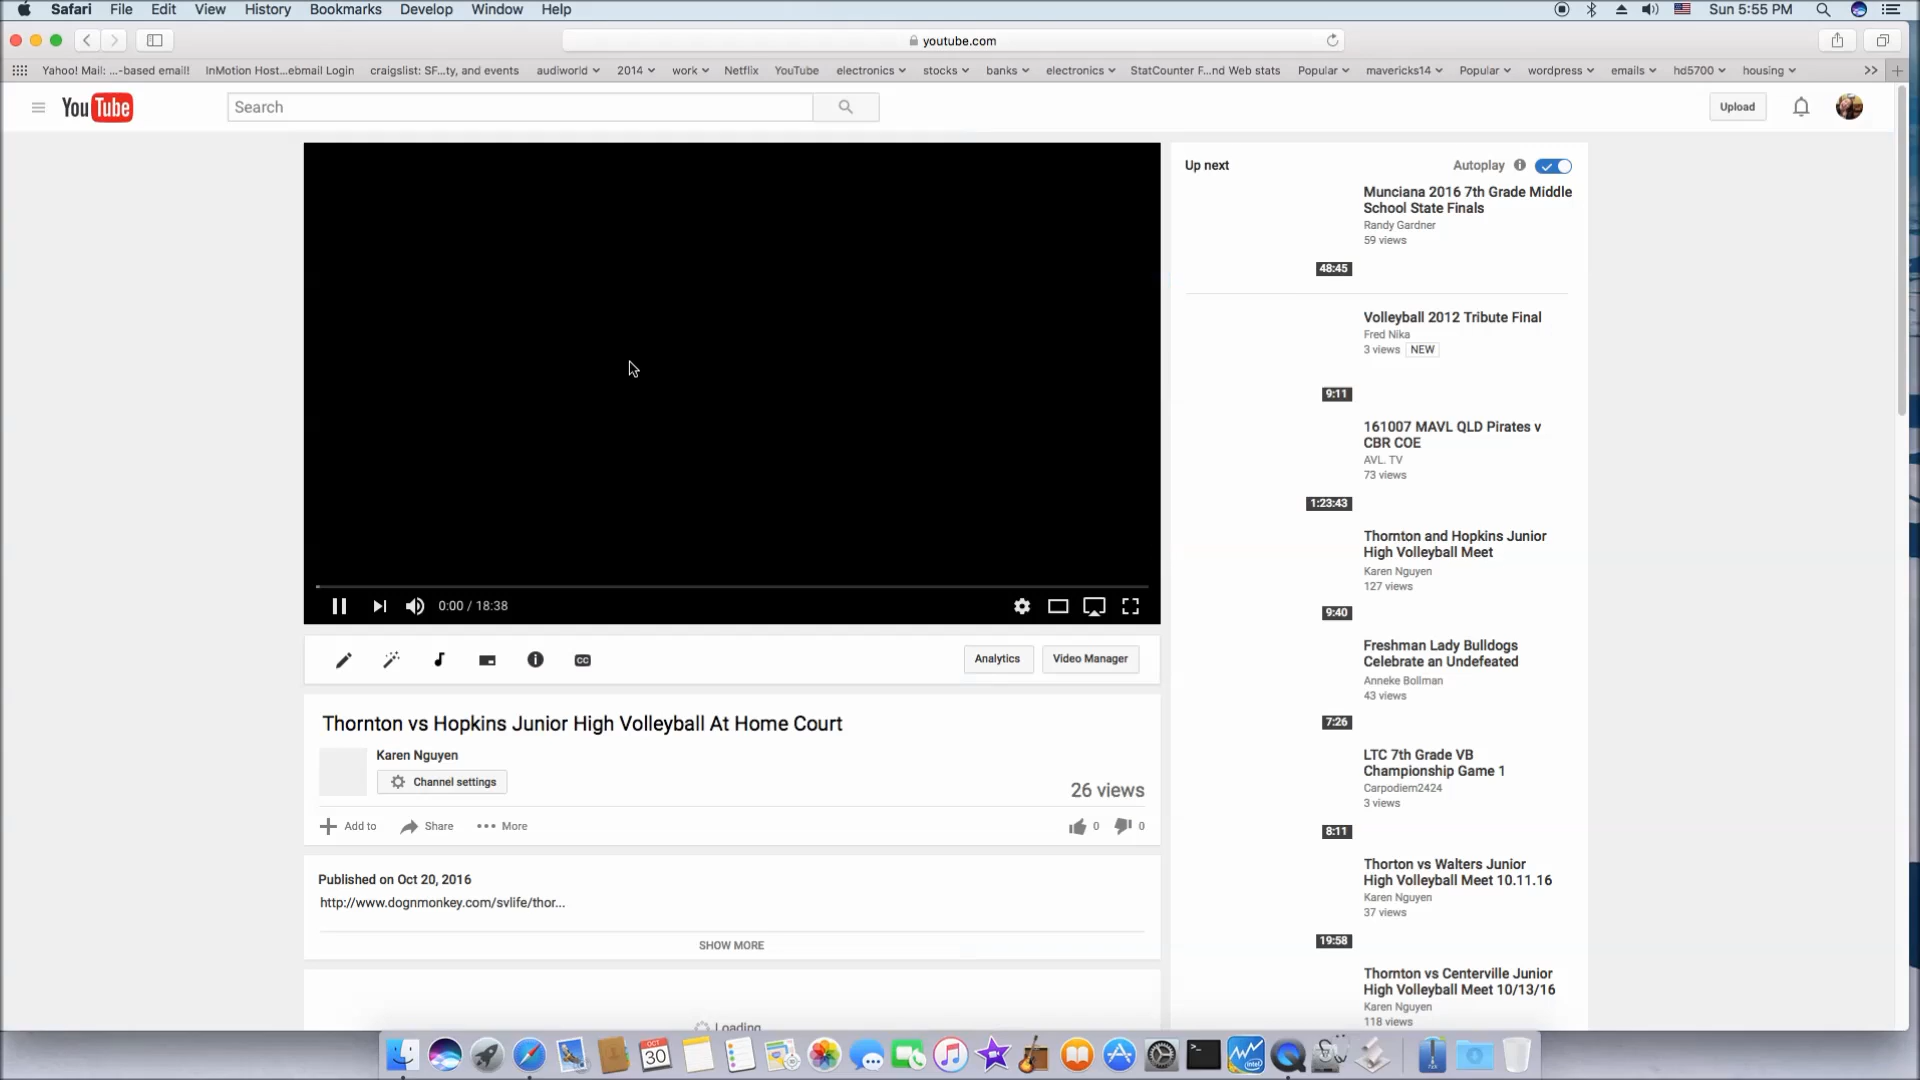 Safari File Edit View History Bookmarks Develop Window Help Sun 5:55 PM
youtube.com
Yahoo! Mail: ...-based email! InMotion Host...ebmail Login craigslist: SF...ty, and events audiworld 2014 work Netflix YouTube electronics stocks banks electronics StatCounter F...nd Web stats Popular mavericks14 Popular wordpress emails hd5700 housing >>
YouTube Search Upload
Up next Autoplay
Munciana 2016 7th Grade Middle
School State Finals
Randy Gardner
59 views
48:45
Volleyball 2012 Tribute Final
Fred Nika
3 views NEW
9:11
161007 MAVL QLD Pirates v
CBR COE
AVL. TV
73 views
1:23:43
Thornton and Hopkins Junior
High Volleyball Meet
Karen Nguyen
127 views
9:40
Freshman Lady Bulldogs
Celebrate an Undefeated
Anneke Bollman
43 views
7:26
LTC 7th Grade VB
Championship Game 1
Carpodiem2424
3 views
8:11
Thorton vs Walters Junior
High Volleyball Meet 10.11.16
Karen Nguyen
37 views
19:58
Thornton vs Centerville Junior
High Volleyball Meet 10/13/16
Karen Nguyen
118 views
0:00 / 18:38
CC Analytics Video Manager
Thornton vs Hopkins Junior High Volleyball At Home Court
Karen Nguyen
Channel settings
26 views
Add to Share More 0 0
Published on Oct 20, 2016
http://www.dognmonkey.com/svlife/thor...
SHOW MORE
Loading
OCT
30